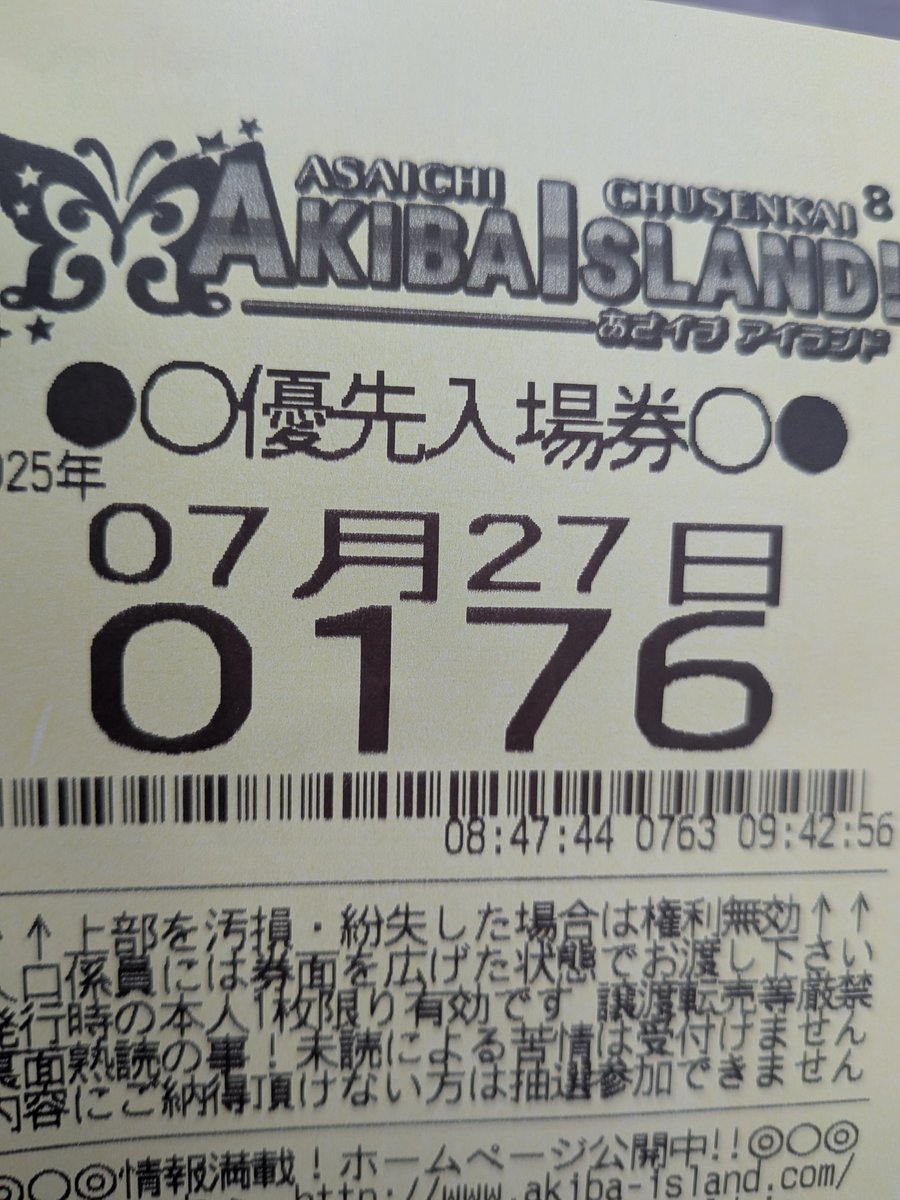 ASAICHI CHUSENKAI 8
AKIBA ISLAND!
あさイチ アイランド
●○優先入場券○●
025年
07月27日
0176
08:47:44 0763 09:42:56
↑上部を汚損・紛失した場合は権利無効↑↑
口係員には券面を広げた状態でお渡し下さい
発行時の本人1枚限り有効です 譲渡転売等厳禁
裏面熟読の事!未読による苦情は受付けません
内容にご納得頂けない方は抽選参加できません
◎○◎情報満載!ホームページ公開中!!◎○◎
http://www.akiba-island.com/